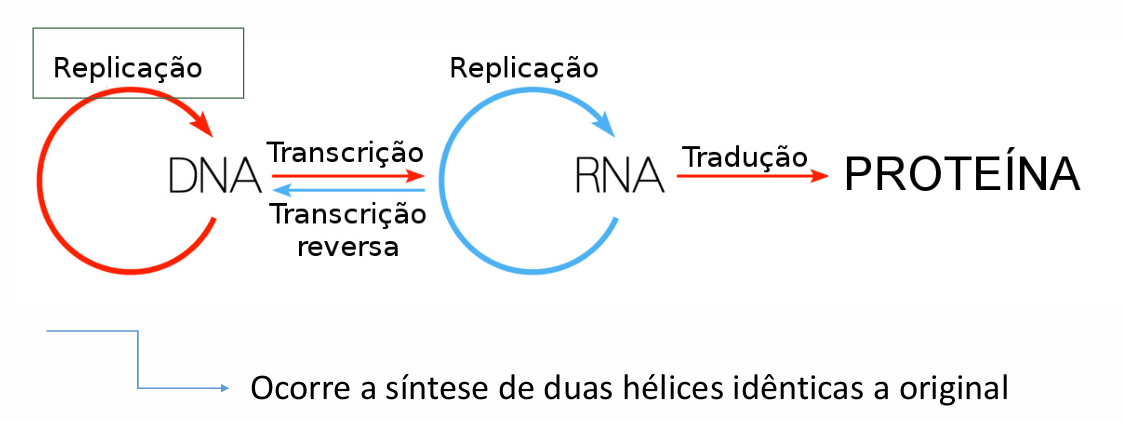 Replicação
Replicação
Transcrição
Tradução
DNA
RNA
PROTEÍNA
Transcrição
reversa
Ocorre a síntese de duas hélices idênticas a original